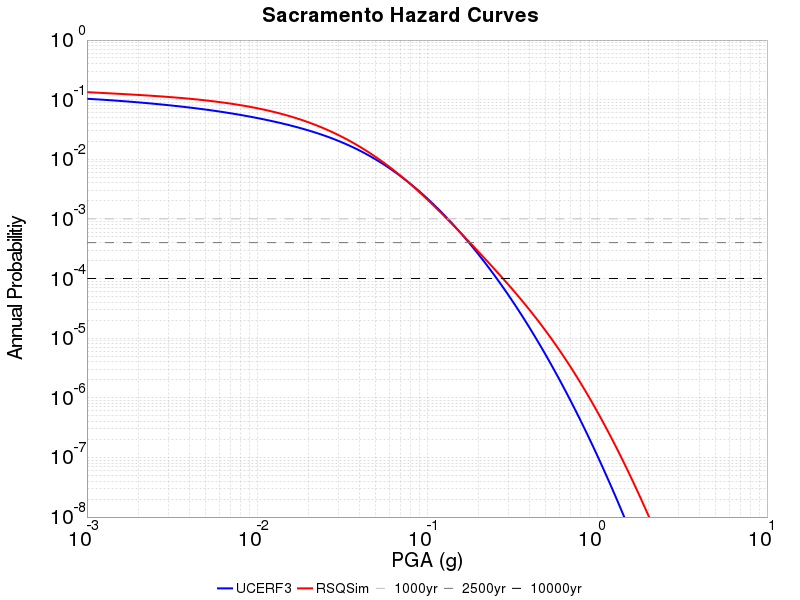 Sacramento Hazard Curves
10^0
10^-1
10^-2
10^-3
10^-4
10^-5
10^-6
10^-7
10^-8
Annual Probabilitiy
10^-3 10^-2 10^-1 10^0 10^1
PGA (g)
UCERF3 RSQSim 1000yr 2500yr 10000yr